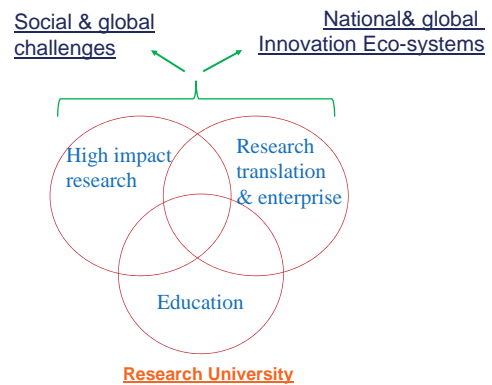 Social & global
challenges
National& global
Innovation Eco-systems
High impact
research
Research
translation
& enterprise
Education
Research University